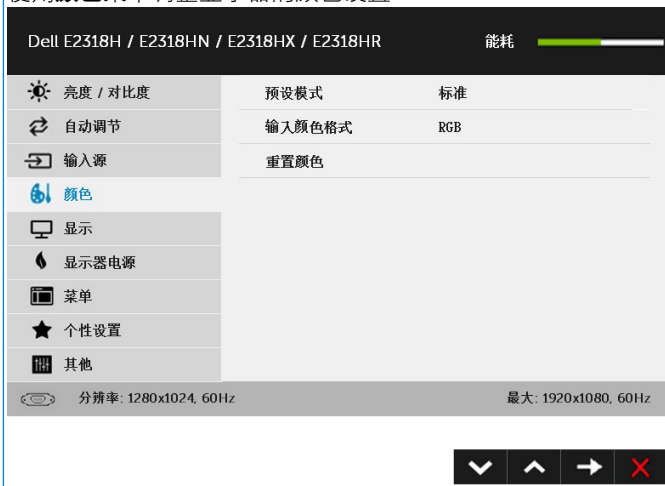 Dell E2318H / E2318HN / E2318HX / E2318HR 能耗
亮度 / 对比度 预设模式 标准
自动调节 输入颜色格式 RGB
输入源 重置颜色
颜色
显示
显示器电源
菜单
个性设置
其他
分辨率: 1280x1024, 60Hz 最大: 1920x1080, 60Hz